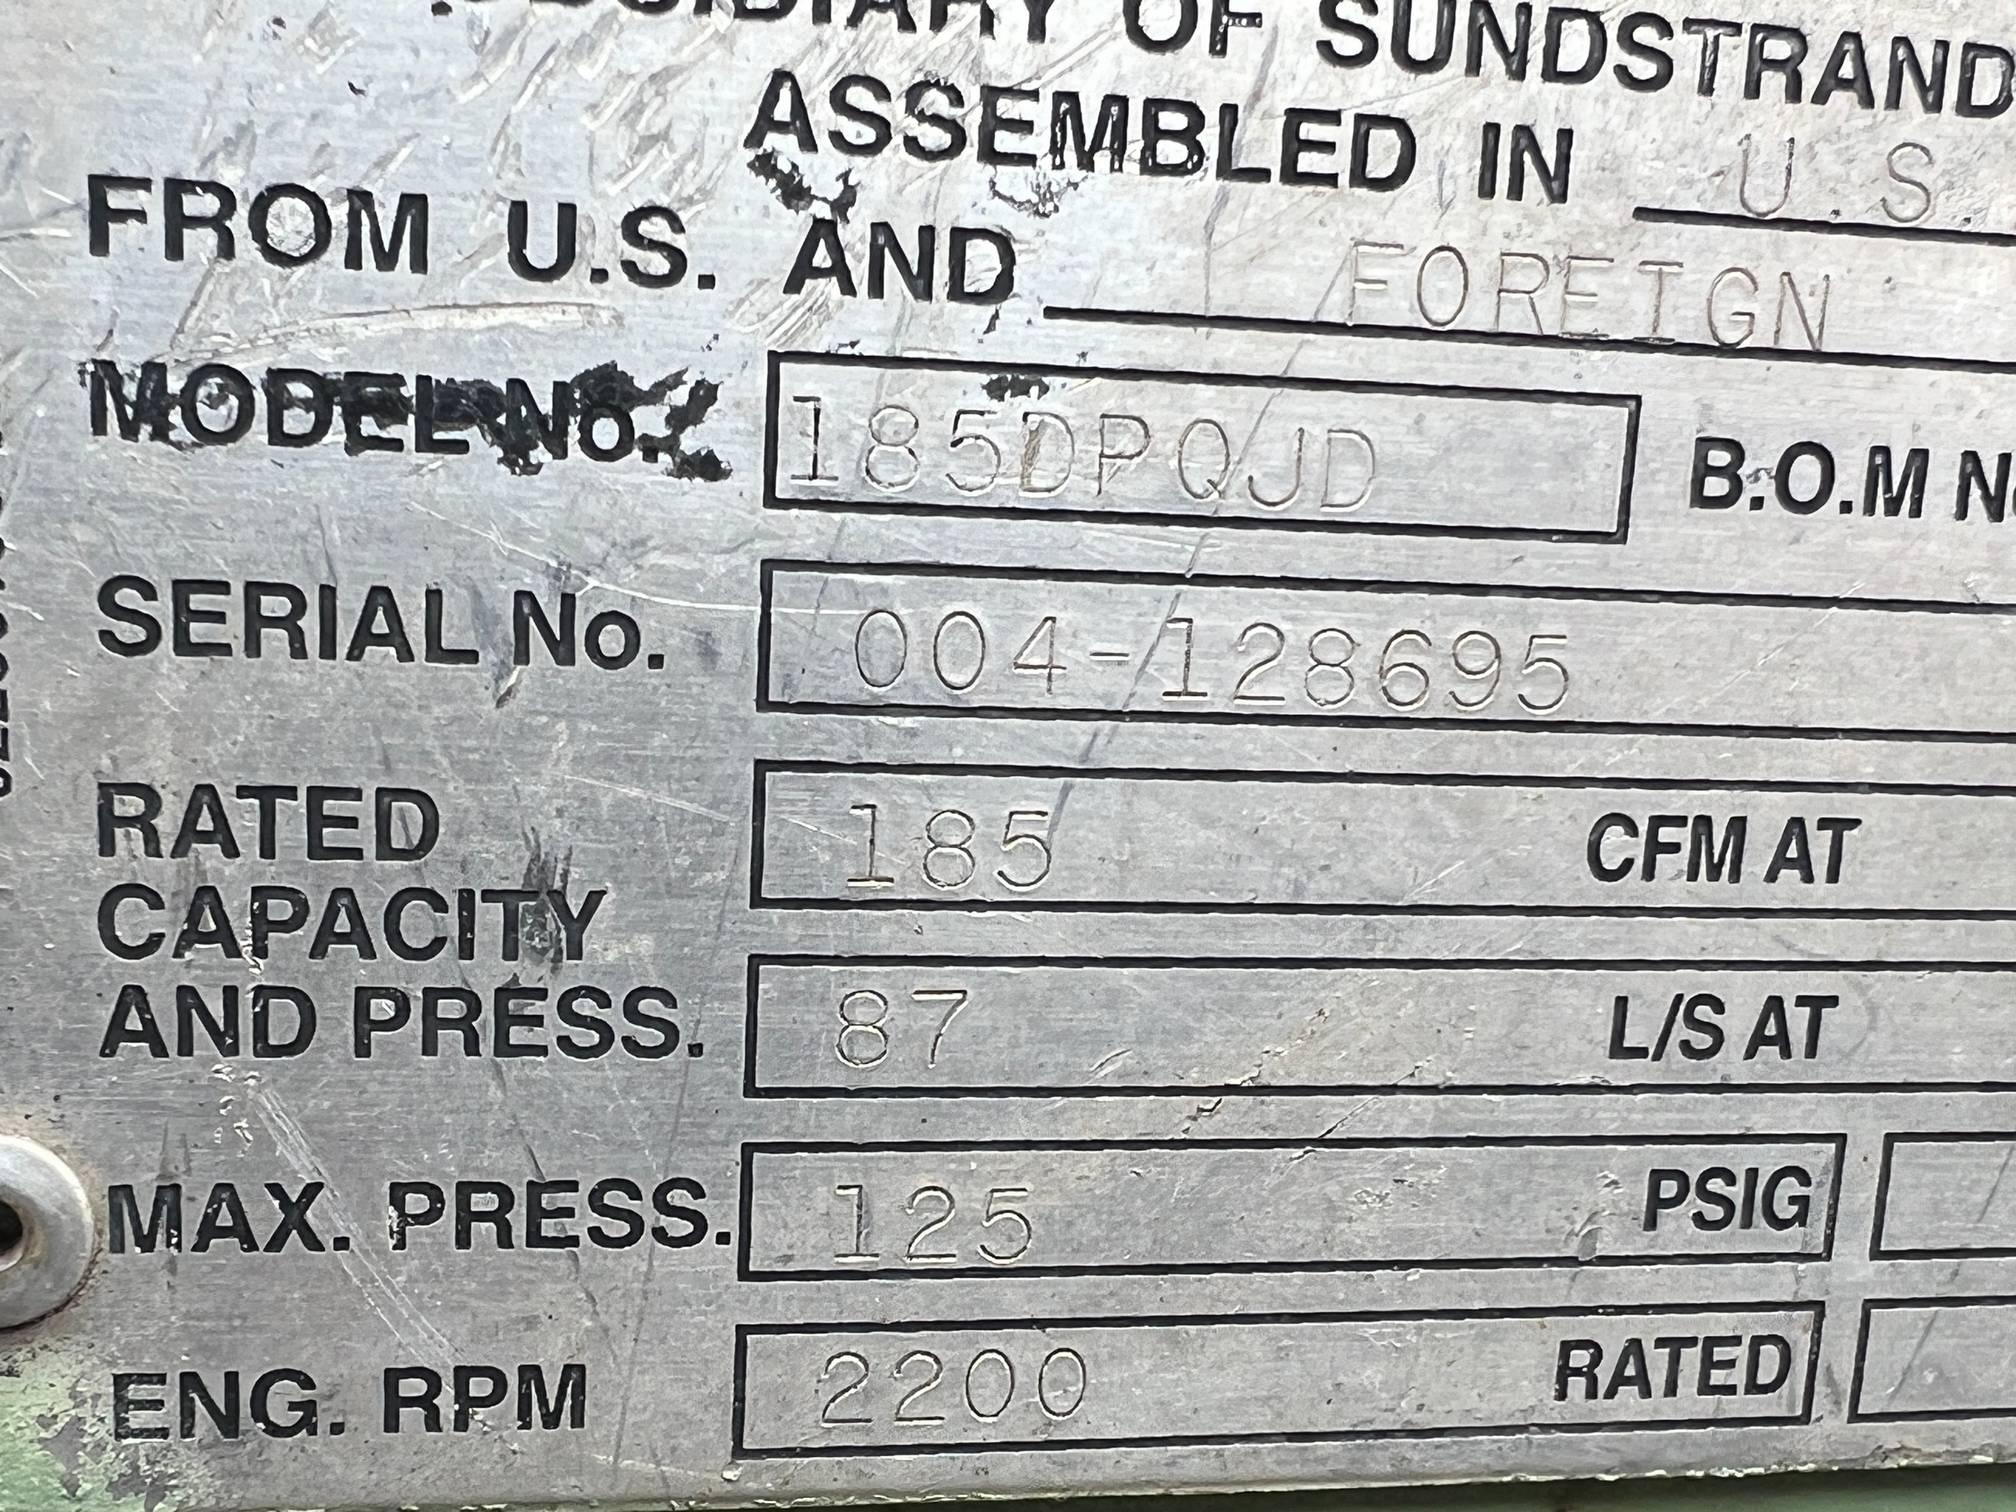 SUBSIDIARY OF SUNDSTRAND
ASSEMBLED IN U.S.
FROM U.S. AND FOREIGN
MODEL No. 185DPQJD B.O.M
SERIAL No. 004-128695
RATED 185 CFM AT
CAPACITY
AND PRESS. 87 L/S AT
MAX. PRESS. 125 PSIG
ENG. RPM 2200 RATED